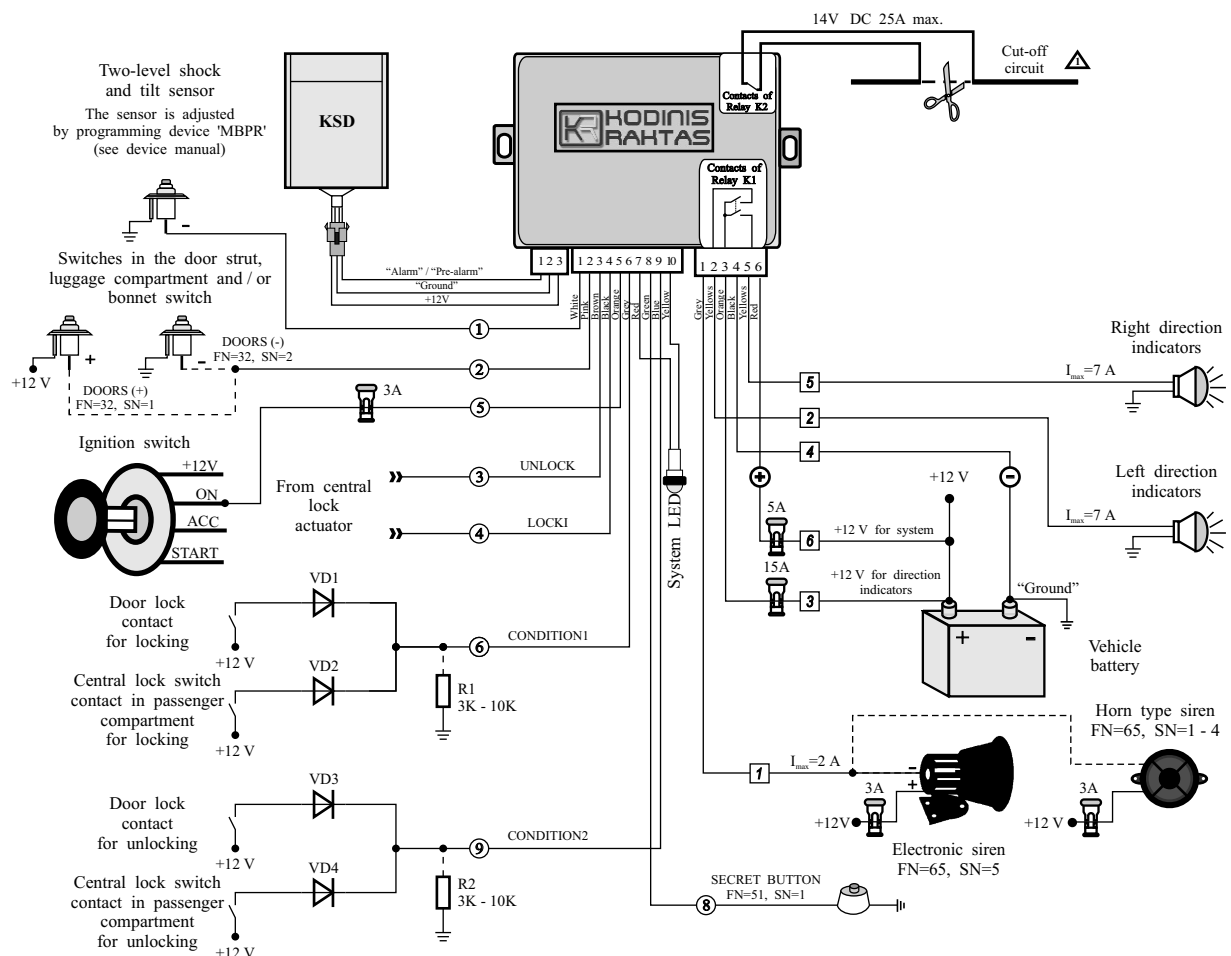 14V DC 25A max.
Cut-off
circuit
1
Two-level shock
and tilt sensor
The sensor is adjusted
by programming device 'MBPR'
(see device manual)
KSD
Contacts of
Relay K2
KR KODINIS
RAKTAS
Contacts of
Relay K1
-
Switches in the door strut,
luggage compartment and / or
bonnet switch
1 2 3
1 2 3 4 5 6 7 8 9 10
1 2 3 4 5 6
"Alarm" / "Pre-alarm"
"Ground"
+12V
White
Pink
Brown
Black
Orange
Grey
Red
Green
Blue
Yellow
Grey
Yellows
Orange
Black
Yellows
Red
1
+
-
+12 V
DOORS (-)
FN=32, SN=2
2
DOORS (+)
FN=32, SN=1
3A
5
Right direction
indicators
5
Imax=7 A
2
4
Ignition switch
+12V
ON
ACC
START
From central
lock
actuator
3
UNLOCK
4
LOCKI
System LED
+
-
+12 V
Left direction
indicators
Imax=7 A
5A
6
+12 V for system
15A
3
+12 V for direction
indicators
"Ground"
+ -
Vehicle
battery
Door lock
contact
for locking
+12 V
VD1
6
CONDITION1
Central lock switch
contact in passenger
compartment
for locking
+12 V
VD2
R1
3K - 10K
Horn type siren
FN=65, SN=1 - 4
1
Imax=2 A
-
+
3A
+12V
3A
+12 V
Electronic siren
FN=65, SN=5
Door lock
contact
for unlocking
+12 V
VD3
9
CONDITION2
Central lock switch
contact in passenger
compartment
for unlocking
+12 V
VD4
R2
3K - 10K
SECRET BUTTON
FN=51, SN=1
8